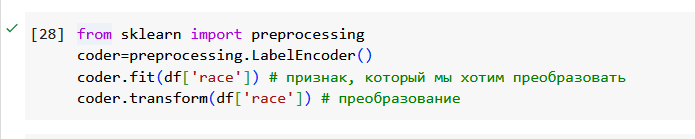 [28] from sklearn import preprocessing
coder=preprocessing.LabelEncoder()
coder.fit(df['race']) # признак, который мы хотим преобразовать
coder.transform(df['race']) # преобразование